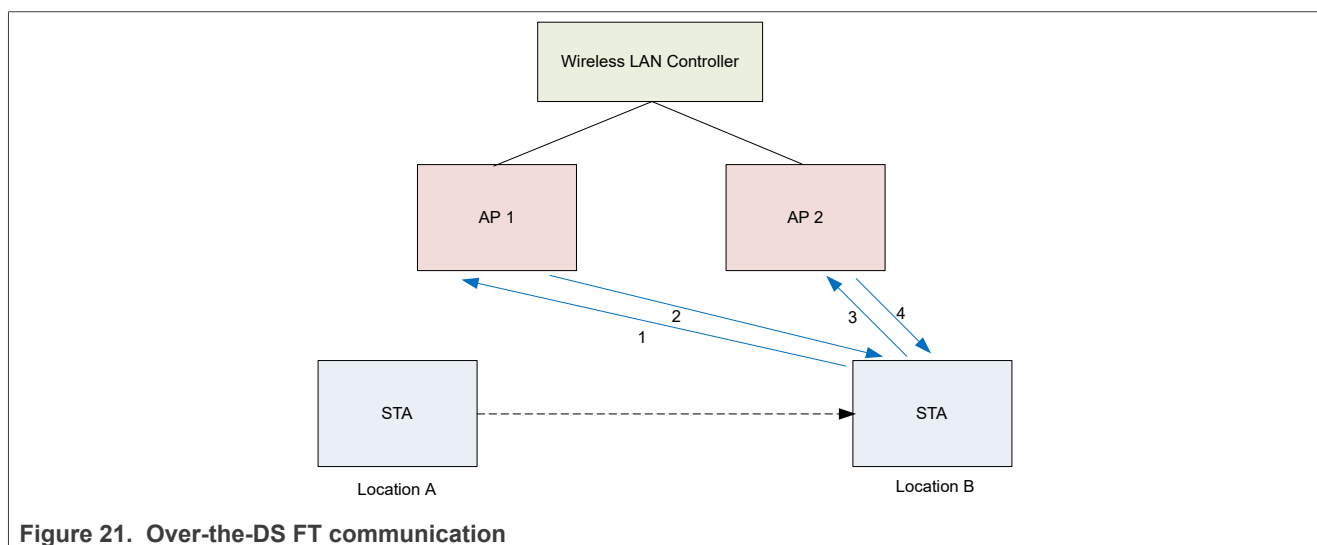 Wireless LAN Controller
AP 1
AP 2
2
1
3
4
STA
STA
Location A
Location B
Figure 21. Over-the-DS FT communication